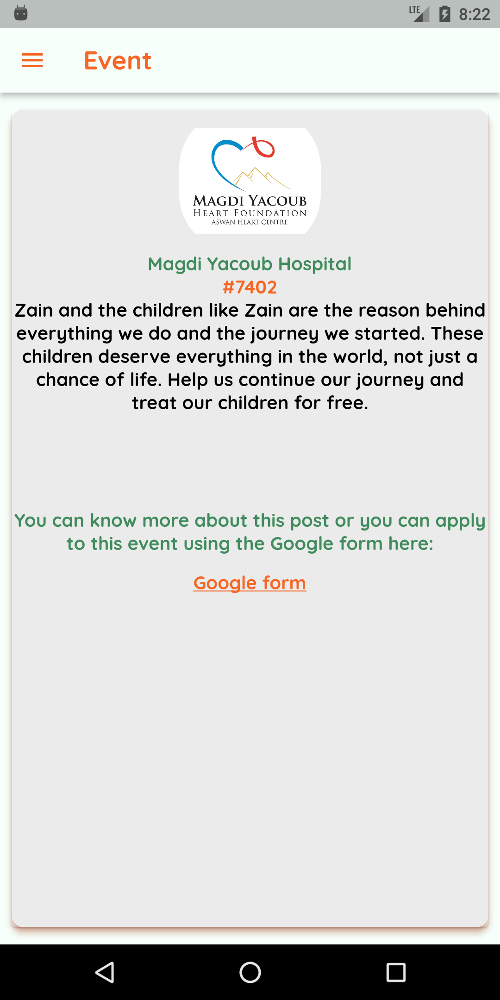 LTE 8:22
Event
MAGDI YACOUB
HEART FOUNDATION
ASWAN HEART CENTRE
Magdi Yacoub Hospital
#7402
Zain and the children like Zain are the reason behind
everything we do and the journey we started. These
children deserve everything in the world, not just a
chance of life. Help us continue our journey and
treat our children for free.
You can know more about this post or you can apply
to this event using the Google form here:
Google form